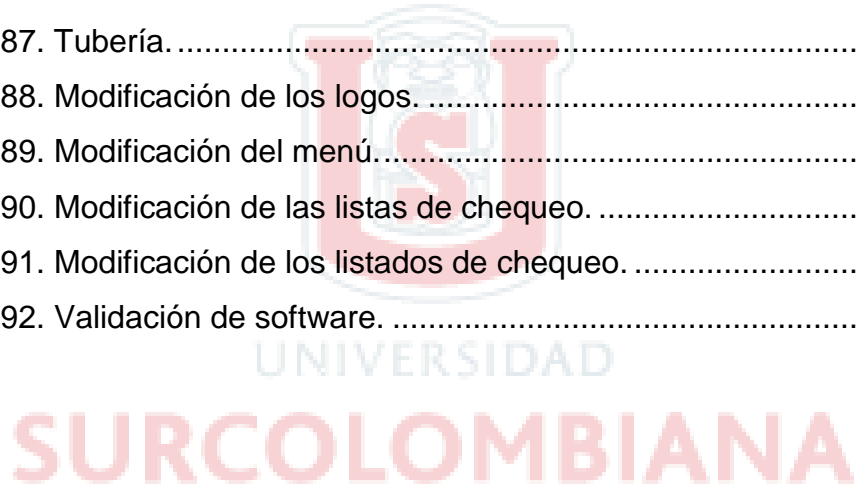 87. Tubería. ............................................................................
88. Modificación de los logos. ................................................
89. Modificación del menú. .....................................................
90. Modificación de las listas de chequeo. .............................
91. Modificación de los listados de chequeo. .........................
92. Validación de software. ....................................................
UNIVERSIDAD
SURCOLOMBIANA